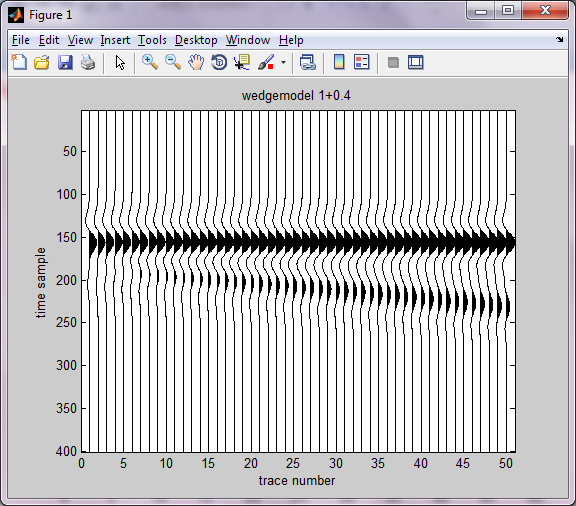 Figure 1
File Edit View Insert Tools Desktop Window Help
wedgemodel 1+0.4
50
100
150
200
250
300
350
400
0 5 10 15 20 25 30 35 40 45 50
time sample
trace number